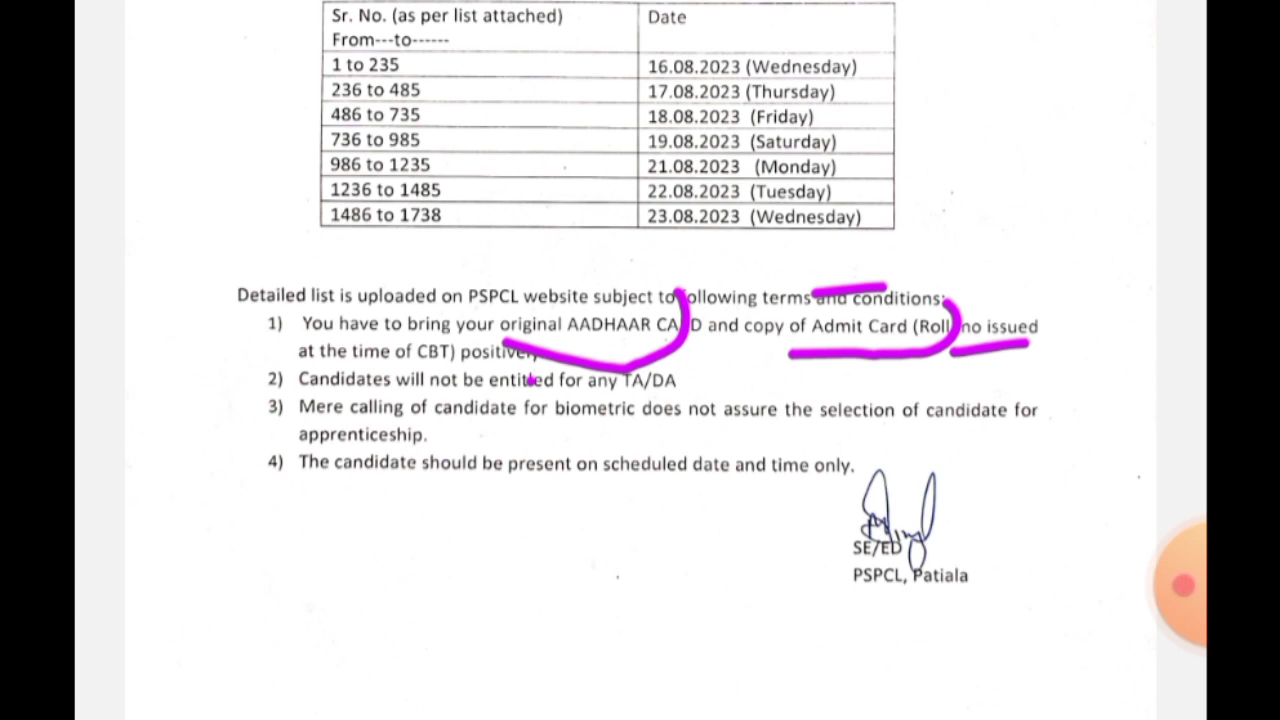 Sr. No. (as per list attached) Date
From---to------
1 to 235 16.08.2023 (Wednesday)
236 to 485 17.08.2023 (Thursday)
486 to 735 18.08.2023 (Friday)
736 to 985 19.08.2023 (Saturday)
986 to 1235 21.08.2023 (Monday)
1236 to 1485 22.08.2023 (Tuesday)
1486 to 1738 23.08.2023 (Wednesday)
Detailed list is uploaded on PSPCL website subject to following terms and conditions:
1) You have to bring your original AADHAAR CARD and copy of Admit Card (Roll no issued
at the time of CBT) positively
2) Candidates will not be entitled for any TA/DA
3) Mere calling of candidate for biometric does not assure the selection of candidate for
apprenticeship.
4) The candidate should be present on scheduled date and time only.
SE/ED
PSPCL, Patiala